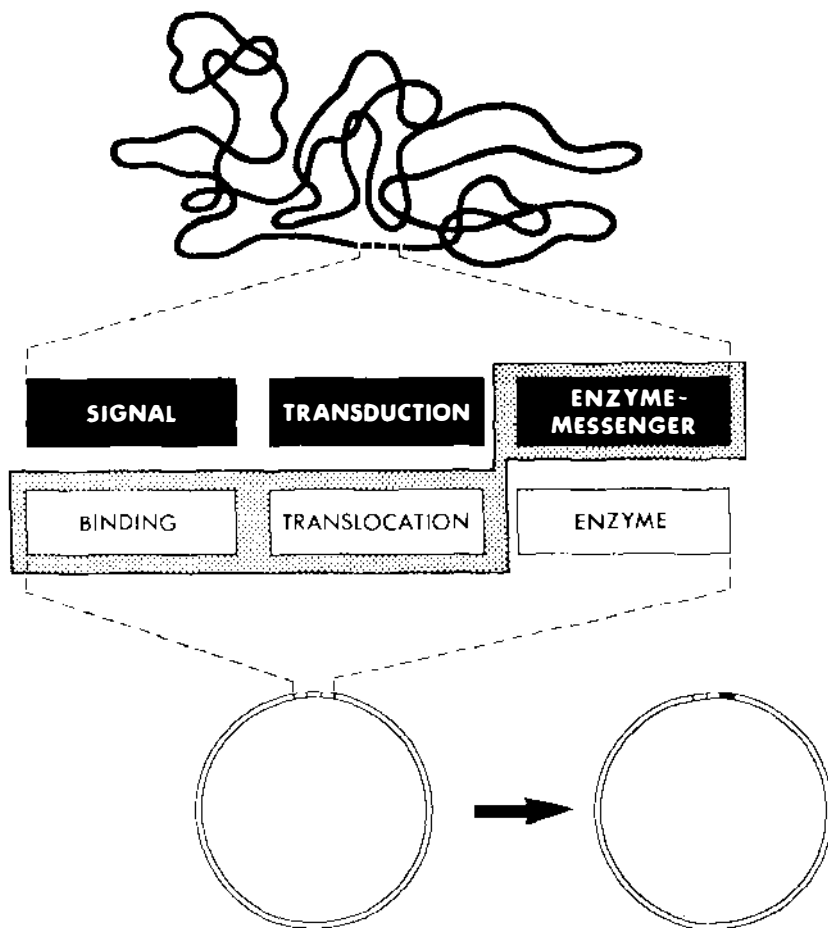 SIGNAL
TRANSDUCTION
ENZYME-
MESSENGER
BINDING
TRANSLOCATION
ENZYME